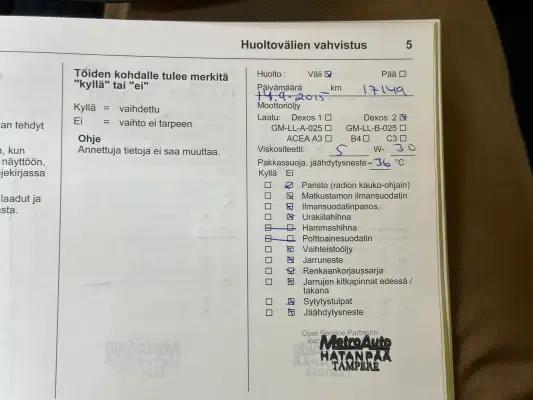 Huoltovälien vahvistus 5
an tehdyt
, kun
näyttöön,
ejekirjassa
laadut ja
sta.
Töiden kohdalle tulee merkitä
"kyllä" tai "ei"
Kyllä = vaihdettu
Ei = vaihto ei tarpeen
Ohje
Annettuja tietoja ei saa muuttaa.
Huolto : Väli Pää
Päivämäärä km 17149
14.9-2015
Moottoriöljy
Laatu: Dexos 1 Dexos 2
GM-LL-A-025 GM-LL-B-025
ACEA A3 B4 C3
Viskositeetti: 5 W- 30
Pakkassuoja, jäähdytysneste -36 °C
Kyllä Ei
Paristo (radion kauko-ohjain)
Matkustamon ilmansuodatin
Ilmansuodatinpanos
Urakiilahihna
Hammashihna
Polttoainesuodatin
Vaihteistoöljy
Jarruneste
Renkaankorjaussarja
Jarrujen kitkapinnat edessä /
takana
Sytytystulpat
Jäähdytysneste
Opel Service Partnerin
MetroAuto
HATANPÄÄ
TAMPERE